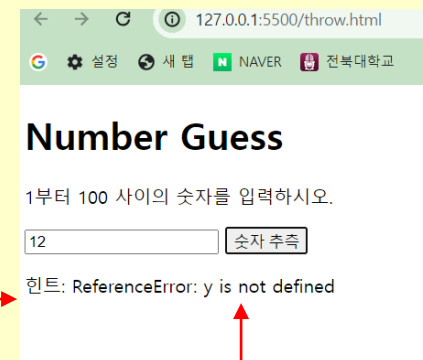 127.0.0.1:5500/throw.html
G 설정 새 탭 N NAVER 전북대학교
Number Guess
1부터 100 사이의 숫자를 입력하시오.
12 숫자 추측
힌트: ReferenceError: y is not defined